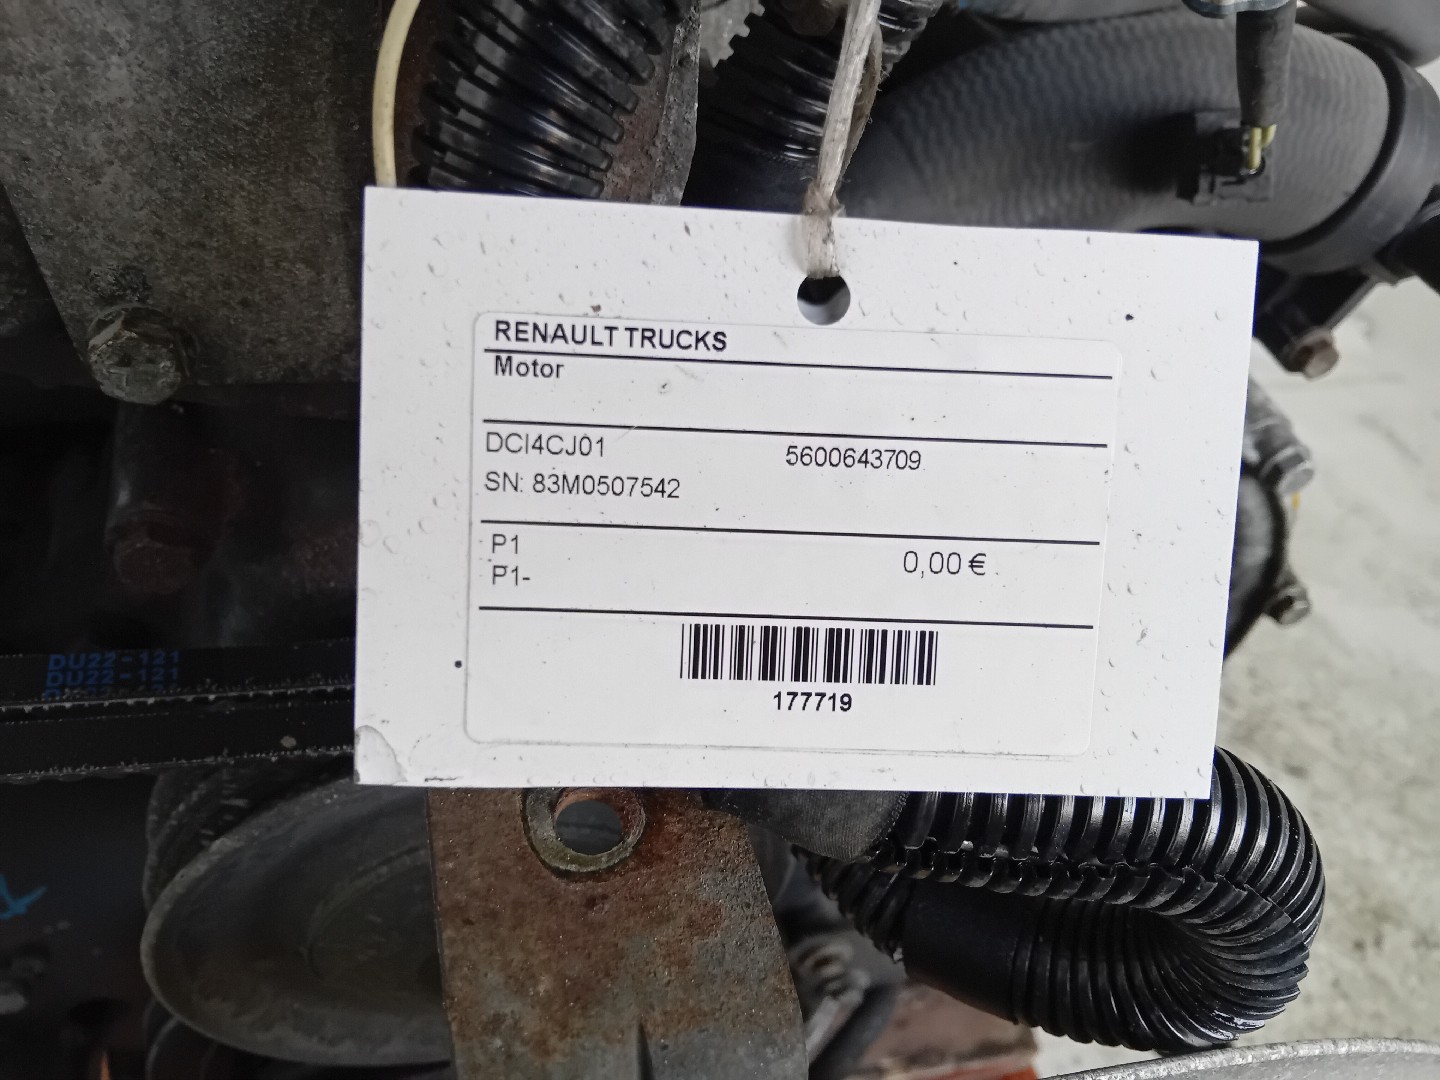 RENAULT TRUCKS
Motor
DCI4CJ01 5600643709
SN: 83M0507542
P1 0,00 €
P1-
177719
DU22-121
DU22-121